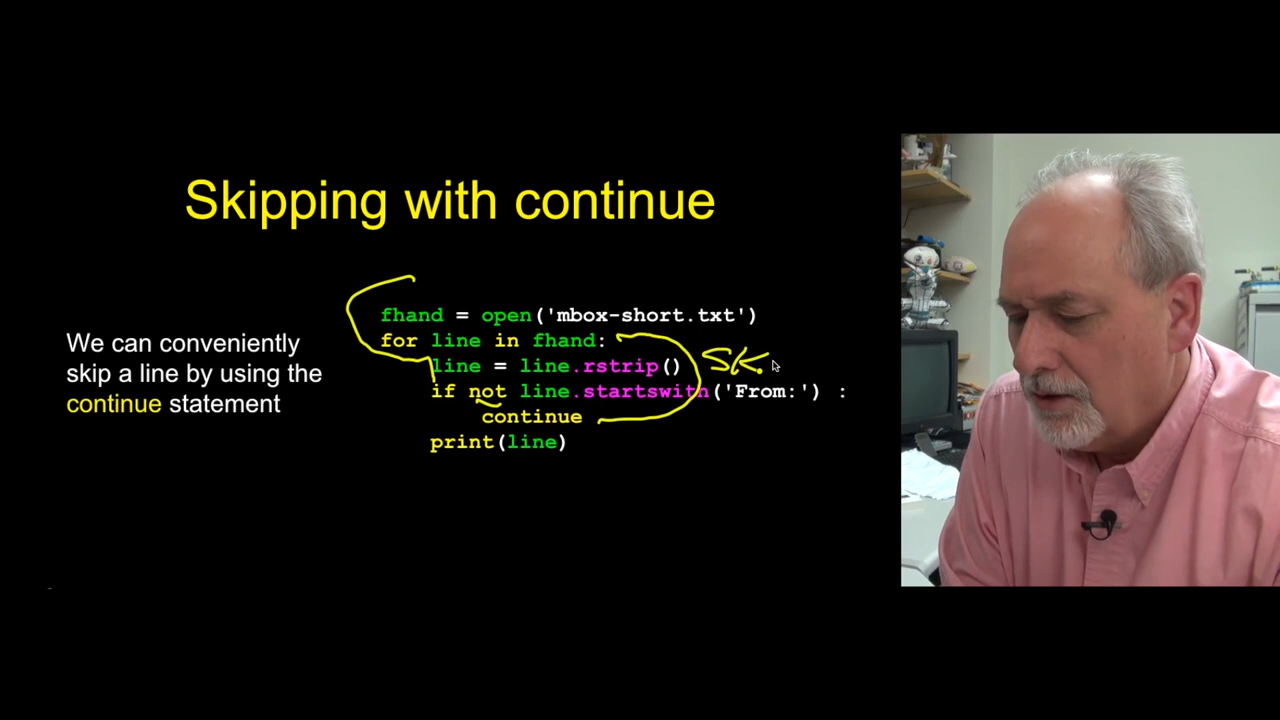 Skipping with continue
We can conveniently
skip a line by using the
continue statement
fhand = open('mbox-short.txt')
for line in fhand:
line = line.rstrip()
SK
if not line.startswith('From:') :
continue
print(line)